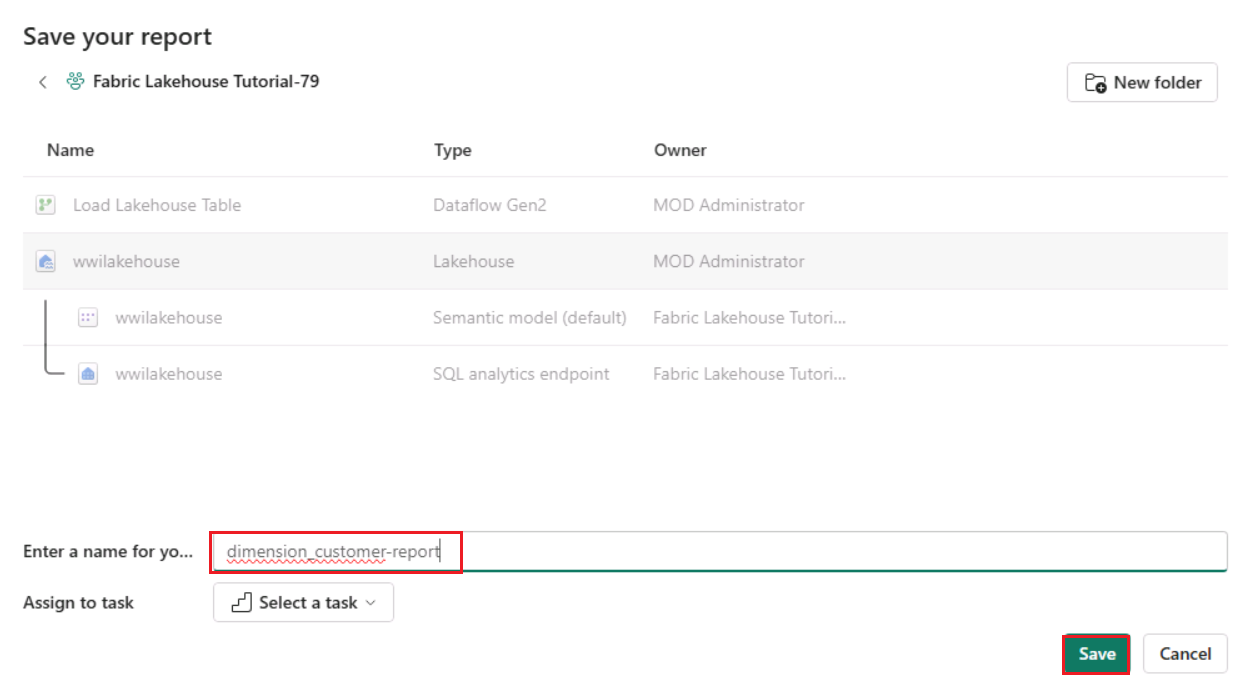 Save your report
Fabric Lakehouse Tutorial-79
New folder
Name Type Owner
Load Lakehouse Table Dataflow Gen2 MOD Administrator
wwilakehouse Lakehouse MOD Administrator
wwilakehouse Semantic model (default) Fabric Lakehouse Tutori...
wwilakehouse SQL analytics endpoint Fabric Lakehouse Tutori...
Enter a name for yo... dimension_customer-report
Assign to task Select a task
Save Cancel